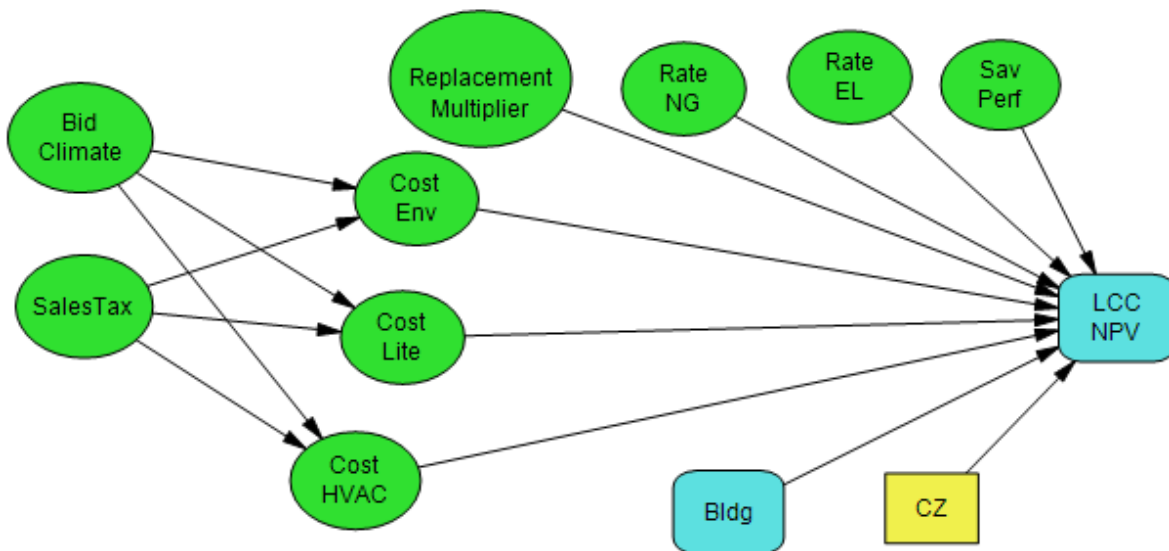 Replacement
Multiplier
Rate
NG
Rate
EL
Sav
Perf
Bid
Climate
Cost
Env
SalesTax
Cost
Lite
LCC
NPV
Cost
HVAC
Bldg
CZ